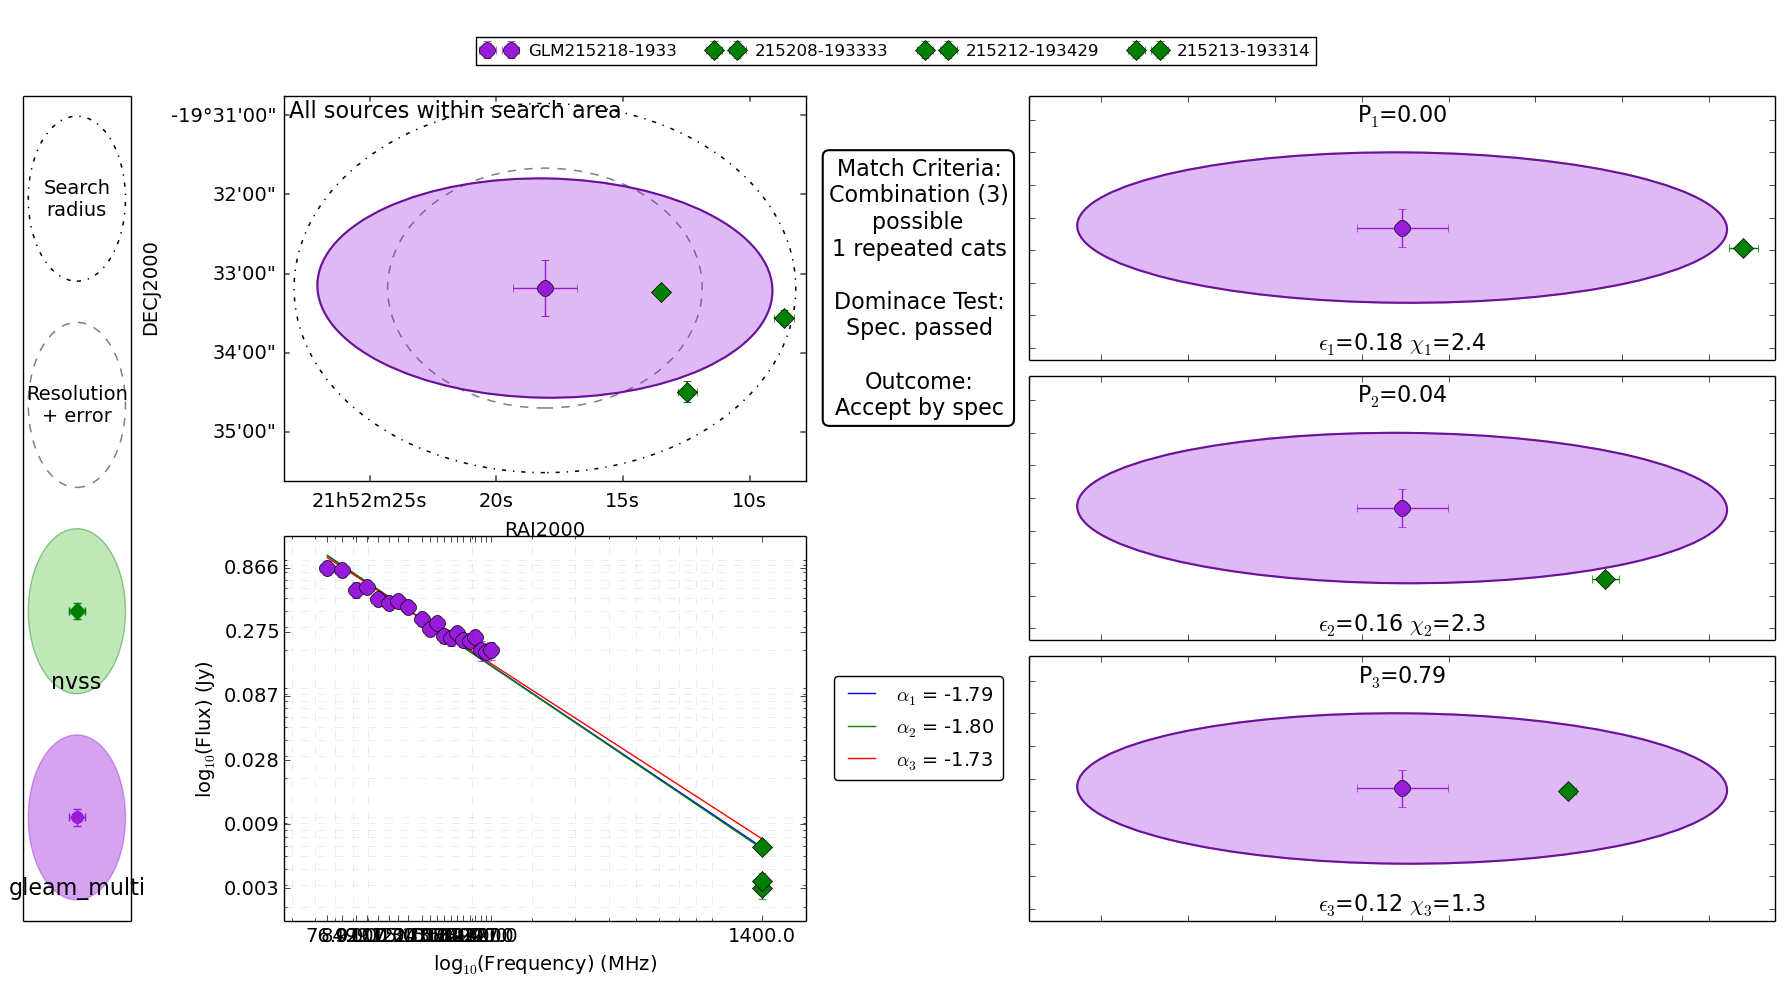 GLM215218-1933 215208-193333 215212-193429 215213-193314
Search
radius
Resolution
+ error
nvss
gleam_multi
All sources within search area
-19°31'00"
32'00"
33'00"
34'00"
35'00"
DECJ2000
21h52m25s 20s 15s 10s
RAJ2000
Match Criteria:
Combination (3)
possible
1 repeated cats
Dominace Test:
Spec. passed
Outcome:
Accept by spec
0.866
0.275
0.087
0.028
0.009
0.003
log₁₀(Flux) (Jy)
1400.0
log₁₀(Frequency) (MHz)
α₁ = -1.79
α₂ = -1.80
α₃ = -1.73
P₁=0.00
ϵ₁=0.18 χ₁=2.4
P₂=0.04
ϵ₂=0.16 χ₂=2.3
P₃=0.79
ϵ₃=0.12 χ₃=1.3